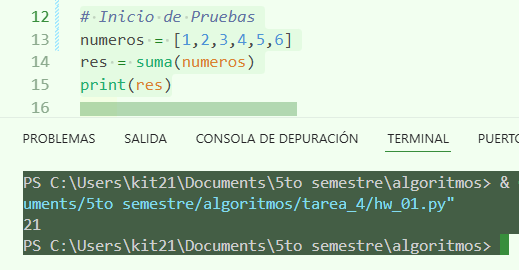 12 # Inicio de Pruebas
13 numeros = [1,2,3,4,5,6]
14 res = suma(numeros)
15 print(res)
16
PROBLEMAS SALIDA CONSOLA DE DEPURACIÓN TERMINAL PUERTO
PS C:\Users\kit21\Documents\5to semestre\algoritmos> &
uments/5to semestre/algoritmos/tarea_4/hw_01.py"
21
PS C:\Users\kit21\Documents\5to semestre\algoritmos>